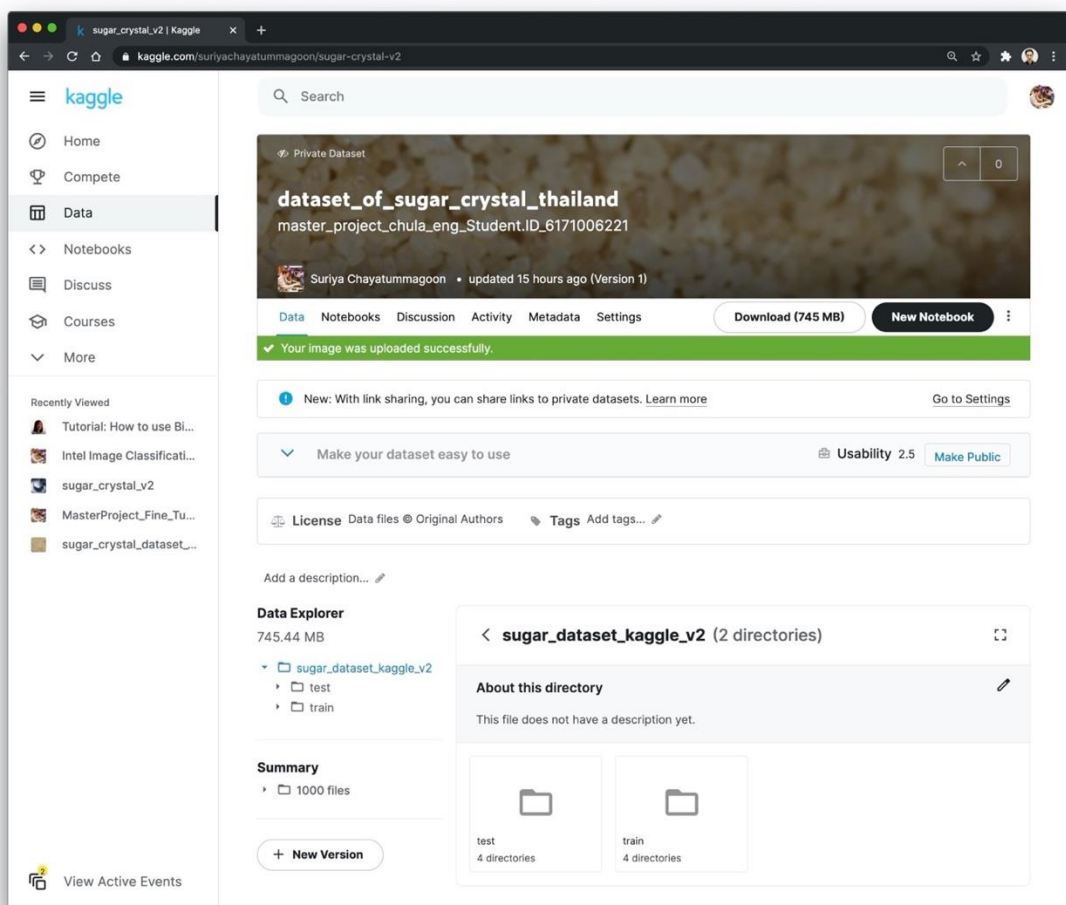 sugar_crystal_v2 | Kaggle
kaggle.com/suriyachayatummagoon/sugar-crystal-v2
kaggle
Search
Home
Compete
Data
Notebooks
Discuss
Courses
More
Recently Viewed
Tutorial: How to use Bi...
Intel Image Classificati...
sugar_crystal_v2
MasterProject_Fine_Tu...
sugar_crystal_dataset_...
2
View Active Events
Private Dataset
0
dataset_of_sugar_crystal_thailand
master_project_chula_eng_Student.ID_6171006221
Suriya Chayatummagoon • updated 15 hours ago (Version 1)
Data Notebooks Discussion Activity Metadata Settings Download (745 MB) New Notebook
Your image was uploaded successfully.
New: With link sharing, you can share links to private datasets. Learn more Go to Settings
Make your dataset easy to use Usability 2.5 Make Public
License Data files © Original Authors Tags Add tags...
Add a description...
Data Explorer
745.44 MB
sugar_dataset_kaggle_v2
test
train
Summary
1000 files
+ New Version
< sugar_dataset_kaggle_v2 (2 directories)
About this directory
This file does not have a description yet.
test
4 directories
train
4 directories